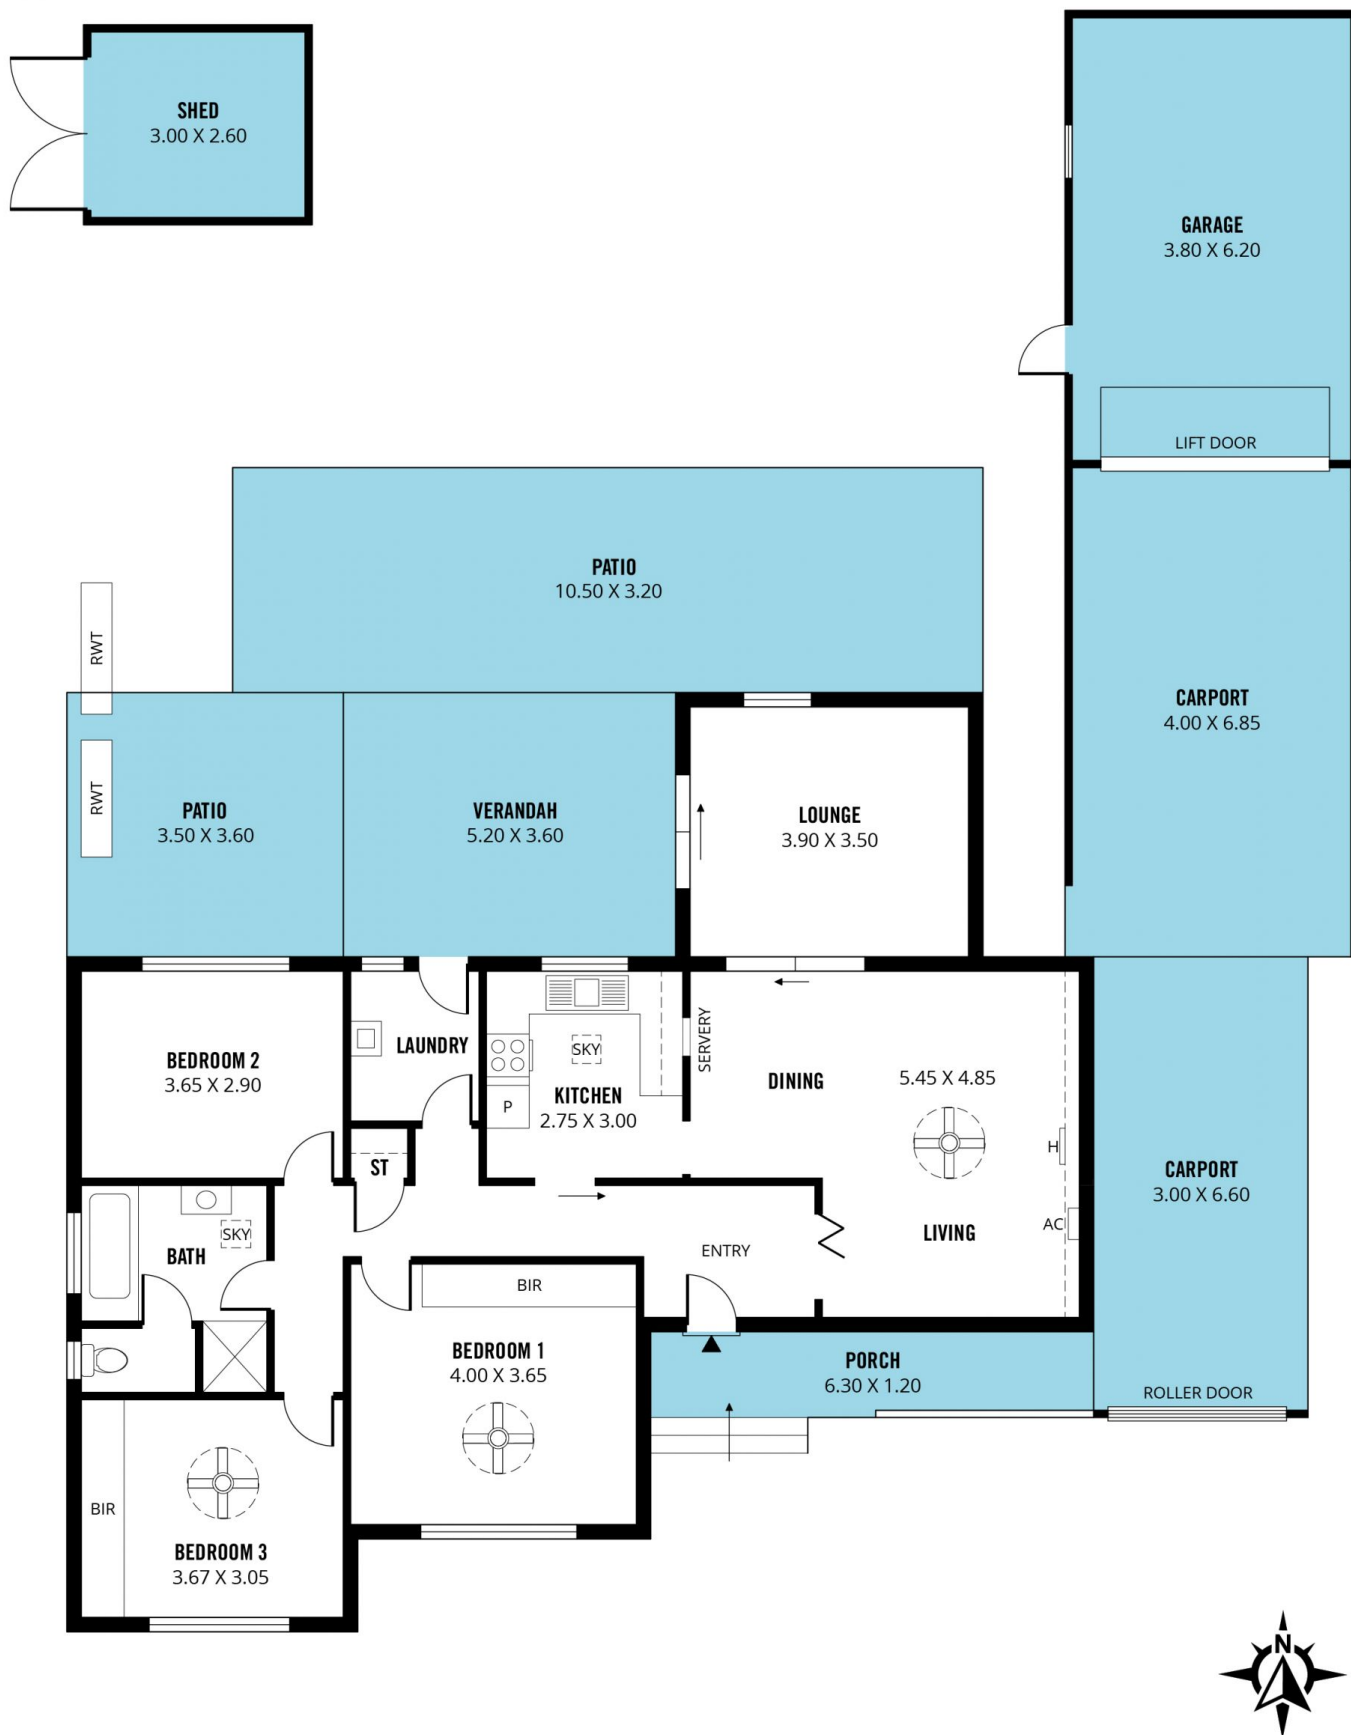 SHED
3.00 X 2.60
GARAGE
3.80 X 6.20
LIFT DOOR
PATIO
10.50 X 3.20
RWT
CARPORT
4.00 X 6.85
RWT
PATIO
3.50 X 3.60
VERANDAH
5.20 X 3.60
LOUNGE
3.90 X 3.50
BEDROOM 2
3.65 X 2.90
LAUNDRY
SKY
KITCHEN
2.75 X 3.00
P
SERVERY
DINING
5.45 X 4.85
H
ST
CARPORT
3.00 X 6.60
SKY
BATH
ENTRY
AC
LIVING
BIR
BEDROOM 1
4.00 X 3.65
PORCH
6.30 X 1.20
ROLLER DOOR
BIR
BEDROOM 3
3.67 X 3.05
N